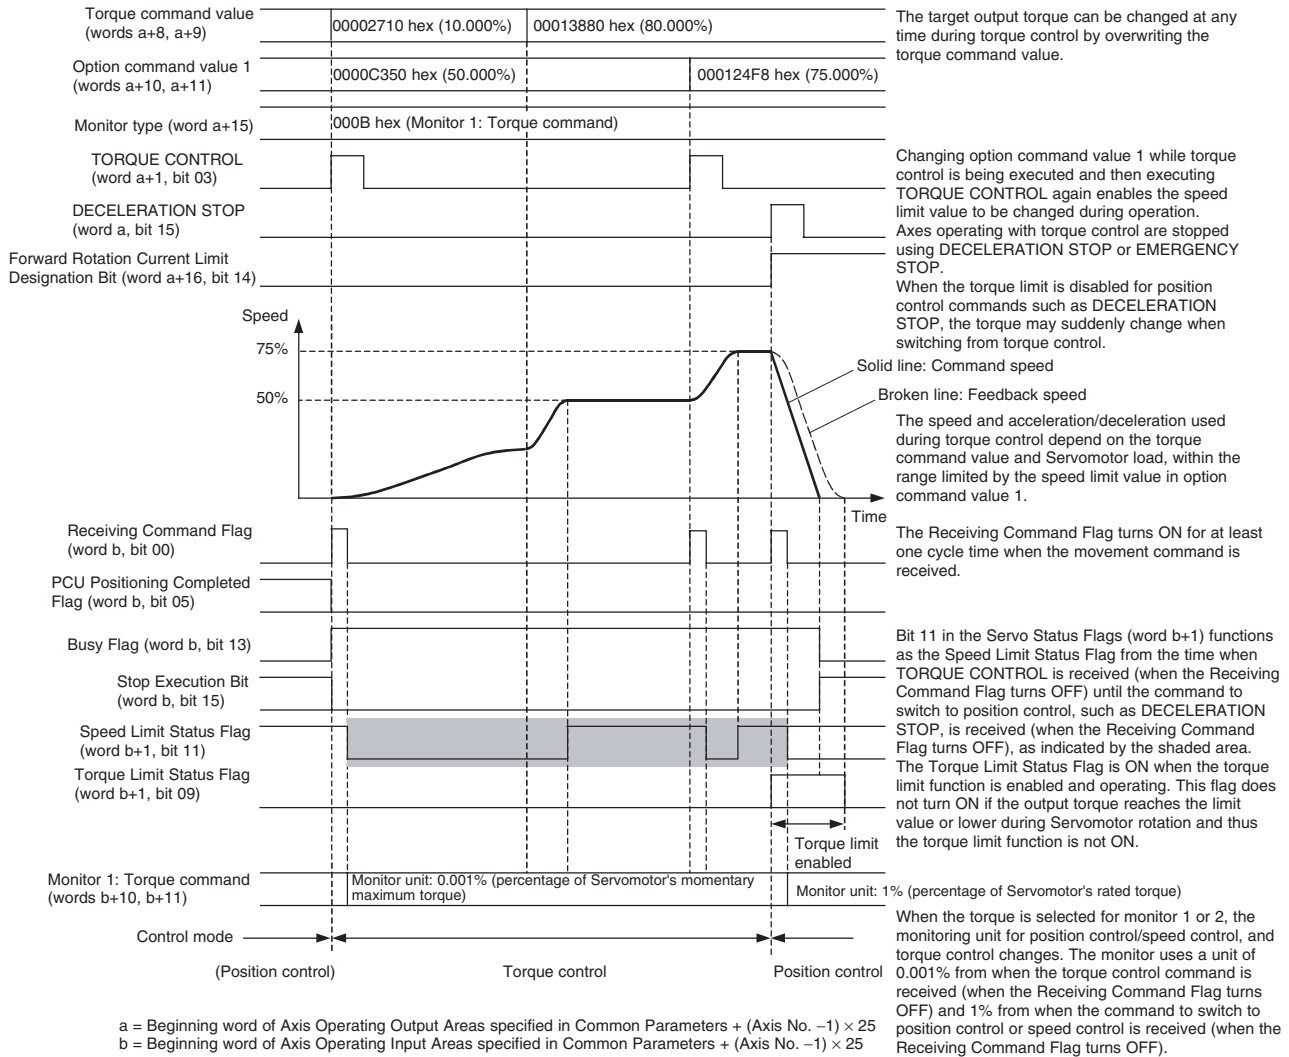 Torque command value
(words a+8, a+9)
00002710 hex (10.000%)
00013880 hex (80.000%)
The target output torque can be changed at any
time during torque control by overwriting the
torque command value.
Option command value 1
(words a+10, a+11)
0000C350 hex (50.000%)
000124F8 hex (75.000%)
Monitor type (word a+15)
000B hex (Monitor 1: Torque command)
TORQUE CONTROL
(word a+1, bit 03)
DECELERATION STOP
(word a, bit 15)
Forward Rotation Current Limit
Designation Bit (word a+16, bit 14)
Changing option command value 1 while torque
control is being executed and then executing
TORQUE CONTROL again enables the speed
limit value to be changed during operation.
Axes operating with torque control are stopped
using DECELERATION STOP or EMERGENCY
STOP.
When the torque limit is disabled for position
control commands such as DECELERATION
STOP, the torque may suddenly change when
switching from torque control.
Speed
75%
50%
Solid line: Command speed
Broken line: Feedback speed
The speed and acceleration/deceleration used
during torque control depend on the torque
command value and Servomotor load, within the
range limited by the speed limit value in option
command value 1.
Time
Receiving Command Flag
(word b, bit 00)
The Receiving Command Flag turns ON for at least
one cycle time when the movement command is
received.
PCU Positioning Completed
Flag (word b, bit 05)
Busy Flag (word b, bit 13)
Stop Execution Bit
(word b, bit 15)
Speed Limit Status Flag
(word b+1, bit 11)
Torque Limit Status Flag
(word b+1, bit 09)
Bit 11 in the Servo Status Flags (word b+1) functions
as the Speed Limit Status Flag from the time when
TORQUE CONTROL is received (when the Receiving
Command Flag turns OFF) until the command to
switch to position control, such as DECELERATION
STOP, is received (when the Receiving Command
Flag turns OFF), as indicated by the shaded area.
The Torque Limit Status Flag is ON when the torque
limit function is enabled and operating. This flag does
not turn ON if the output torque reaches the limit
value or lower during Servomotor rotation and thus
the torque limit function is not ON.
Torque limit
enabled
Monitor 1: Torque command
(words b+10, b+11)
Monitor unit: 0.001% (percentage of Servomotor's momentary
maximum torque)
Monitor unit: 1% (percentage of Servomotor's rated torque)
Control mode
(Position control)
Torque control
Position control
When the torque is selected for monitor 1 or 2, the
monitoring unit for position control/speed control, and
torque control changes. The monitor uses a unit of
0.001% from when the torque control command is
received (when the Receiving Command Flag turns
OFF) and 1% from when the command to switch to
position control or speed control is received (when the
Receiving Command Flag turns OFF).
a = Beginning word of Axis Operating Output Areas specified in Common Parameters + (Axis No. −1) × 25
b = Beginning word of Axis Operating Input Areas specified in Common Parameters + (Axis No. −1) × 25